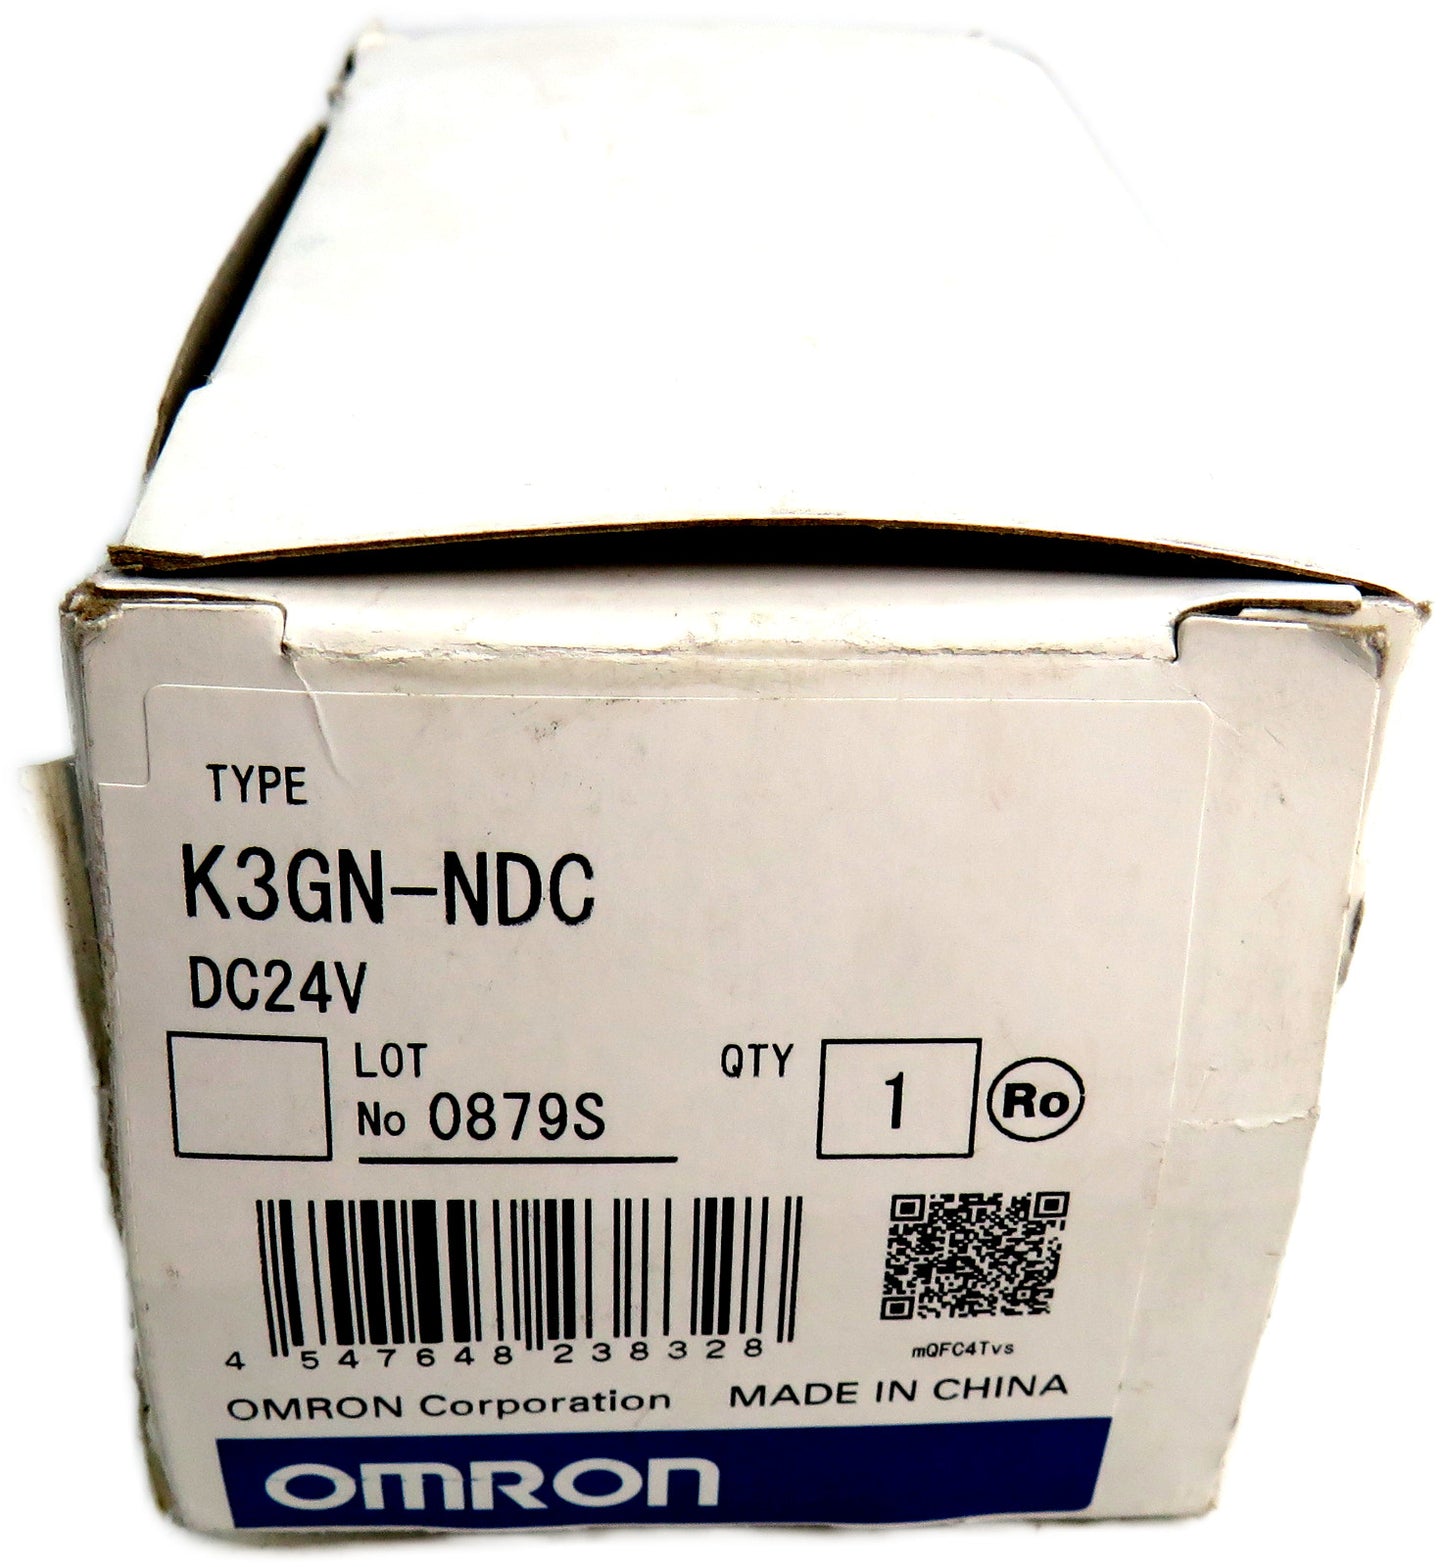 TYPE
K3GN-NDC
DC24V
LOT
No 0879S
QTY 1 Ro
4 547648 238328
mQFC4Tvs
OMRON Corporation MADE IN CHINA
OMRON